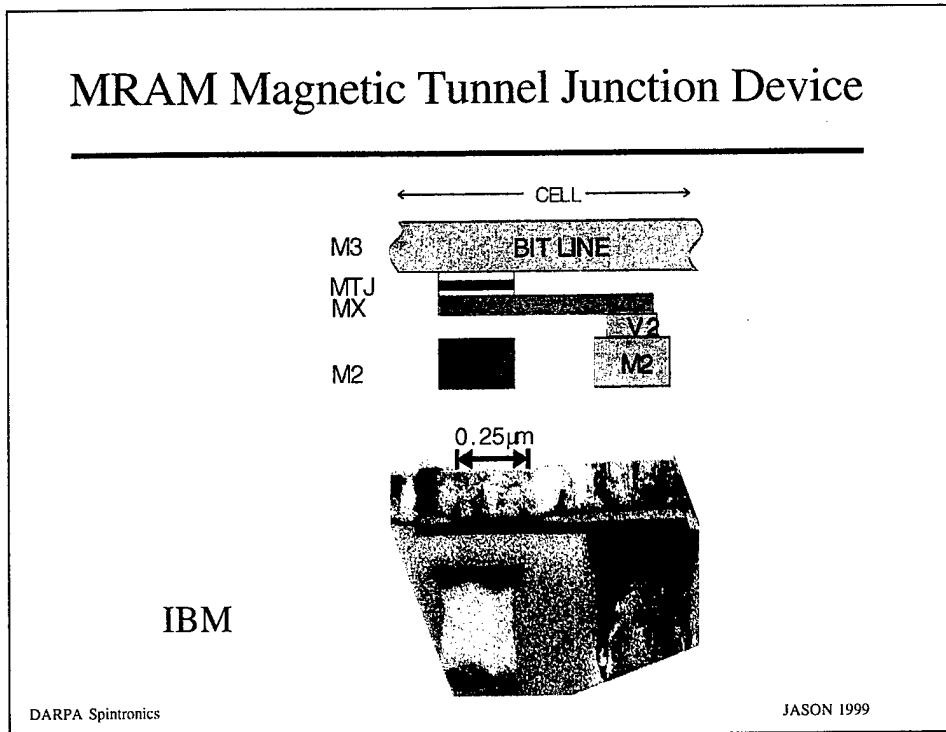 MRAM Magnetic Tunnel Junction Device
CELL
M3 BIT LINE
MTJ
MX
V2
M2 M2
0.25µm
IBM
DARPA Spintronics JASON 1999